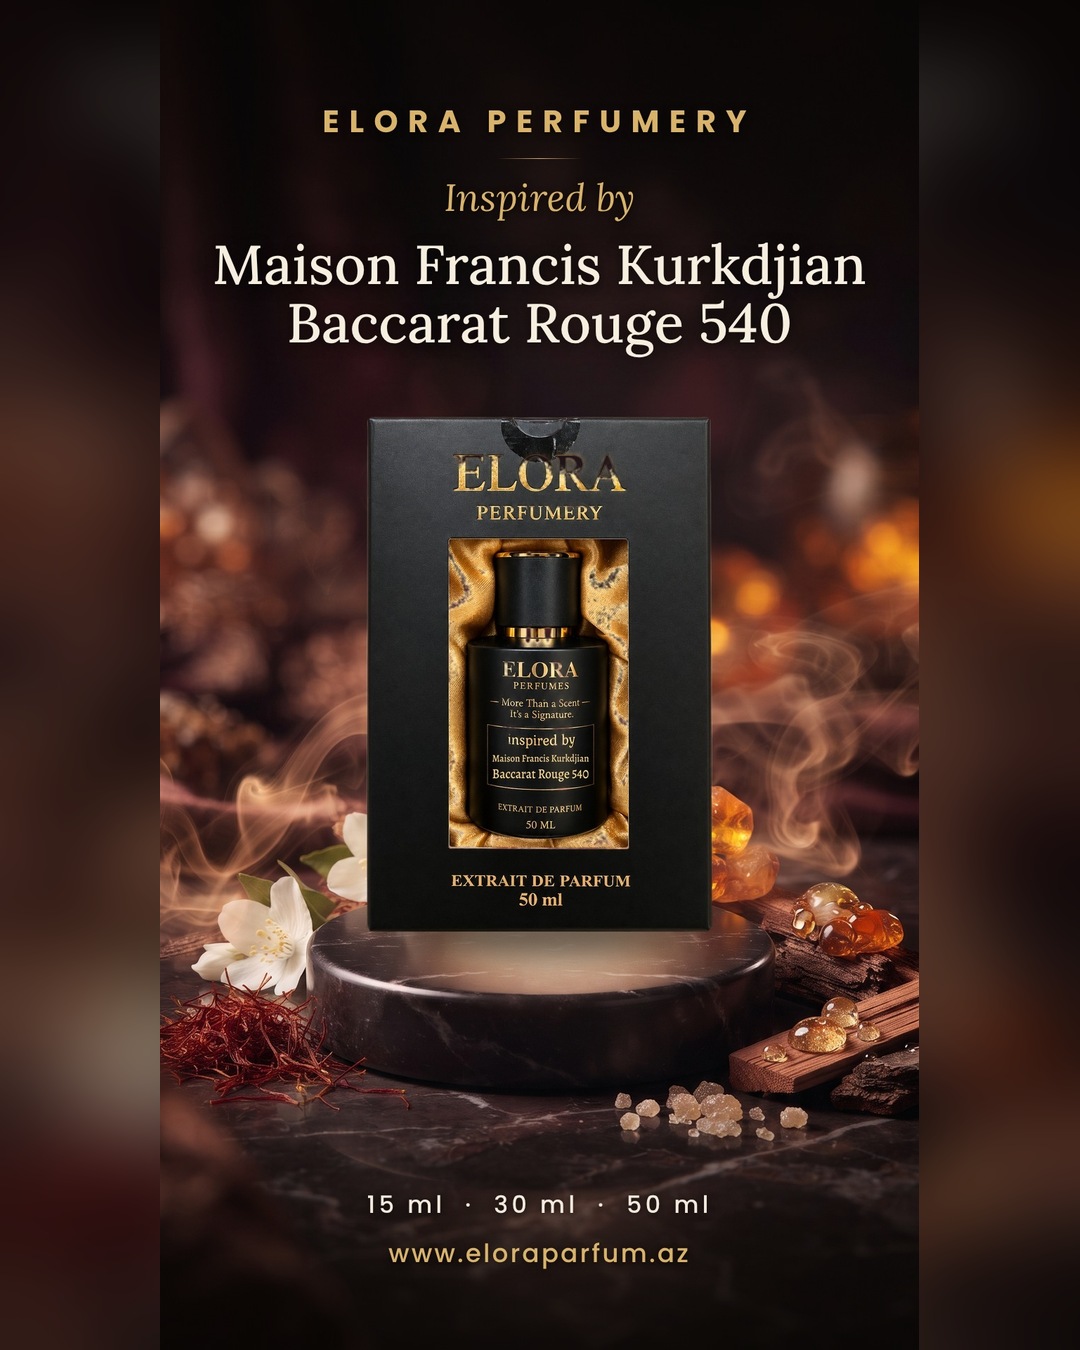 ELORA PERFUMERY
Inspired by
Maison Francis Kurkdjian
Baccarat Rouge 540
ELORA
PERFUMERY
ELORA
PERFUMES
More Than a Scent
It's a Signature.
inspired by
Maison Francis Kurkdjian
Baccarat Rouge 540
EXTRAIT DE PARFUM
50 ML
EXTRAIT DE PARFUM
50 ml
15 ml · 30 ml · 50 ml
www.eloraparfum.az